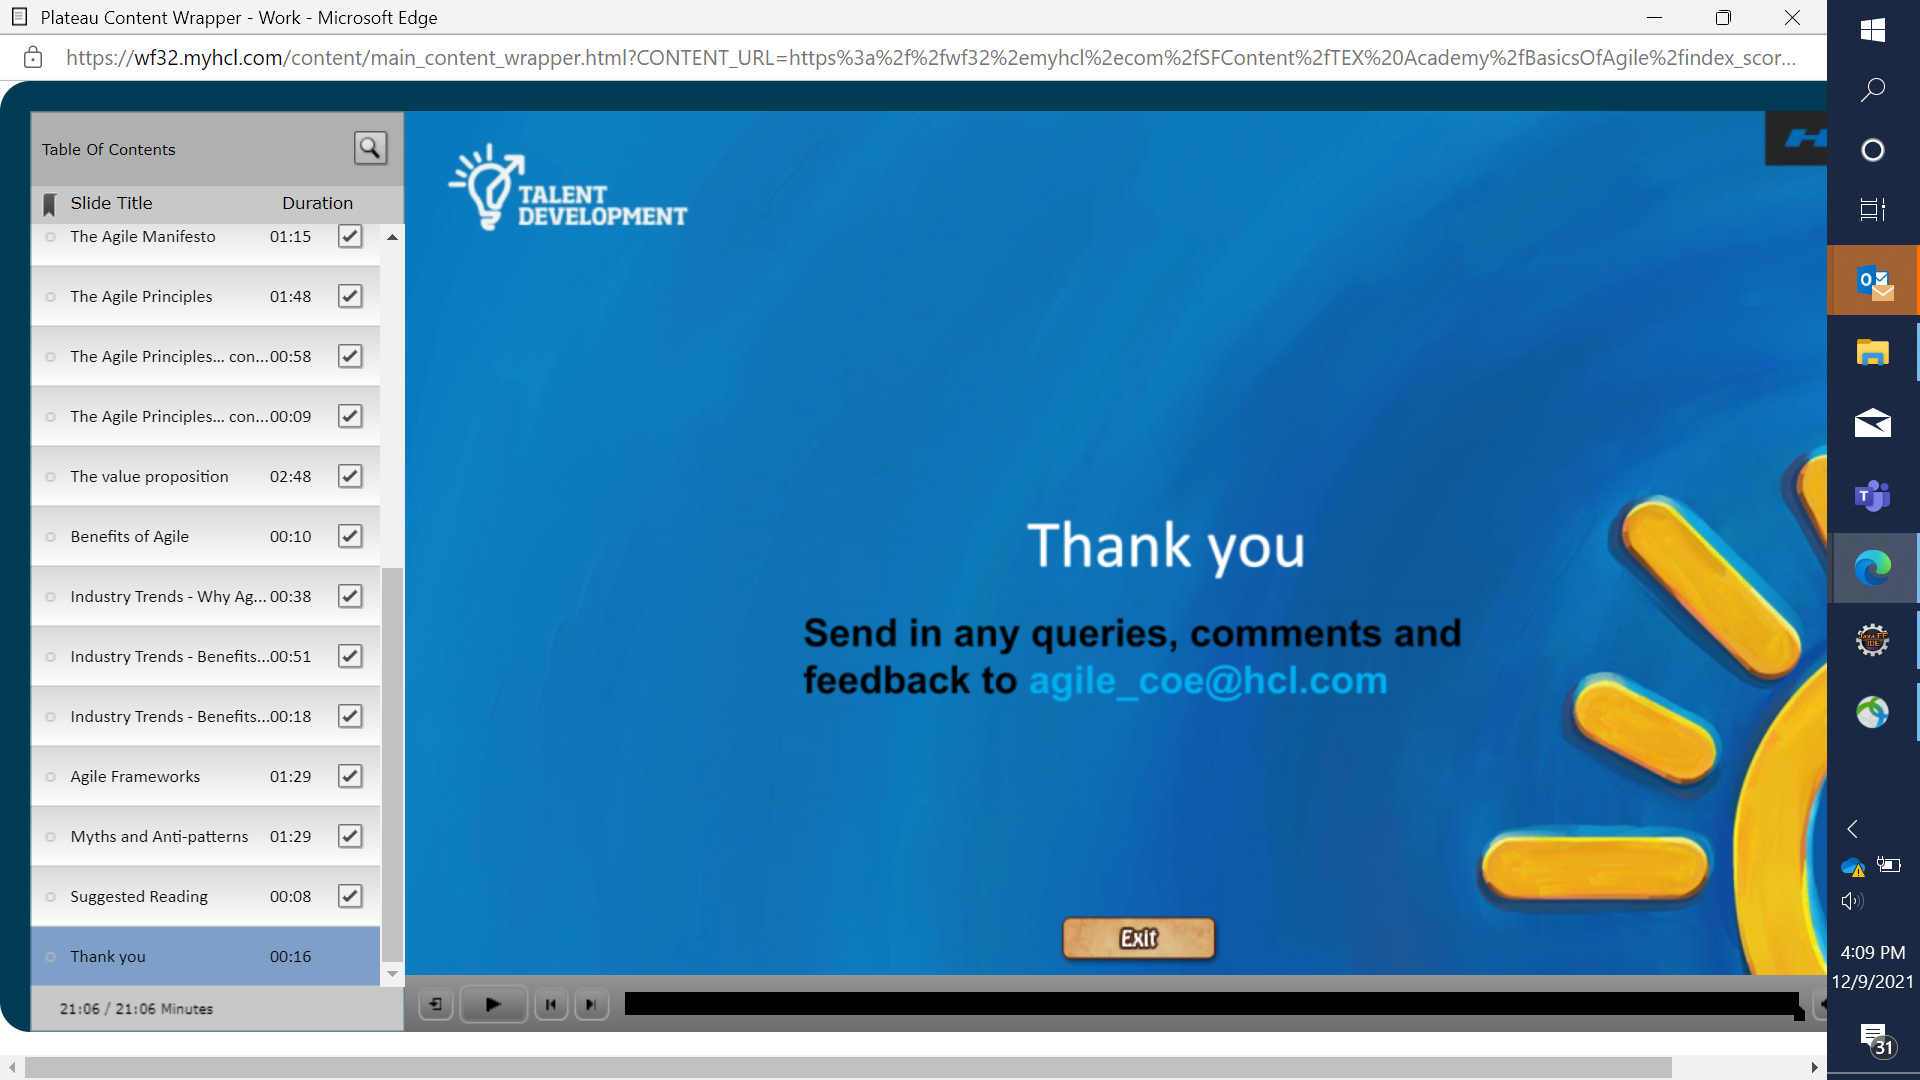 Plateau Content Wrapper - Work - Microsoft Edge
https://wf32.myhcl.com/content/main_content_wrapper.html?CONTENT_URL=https%3a%2f%2fwf32%2emyhcl%2ecom%2fSFContent%2fTEX%20Academy%2fBasicsOfAgile%2findex_scor...
Table Of Contents
Slide Title Duration
The Agile Manifesto 01:15
The Agile Principles 01:48
The Agile Principles... con... 00:58
The Agile Principles... con... 00:09
The value proposition 02:48
Benefits of Agile 00:10
Industry Trends - Why Ag... 00:38
Industry Trends - Benefits... 00:51
Industry Trends - Benefits... 00:18
Agile Frameworks 01:29
Myths and Anti-patterns 01:29
Suggested Reading 00:08
Thank you 00:16
21:06 / 21:06 Minutes
TALENT
DEVELOPMENT
H
Thank you
Send in any queries, comments and
feedback to agile_coe@hcl.com
Exit
4:09 PM
12/9/2021
31